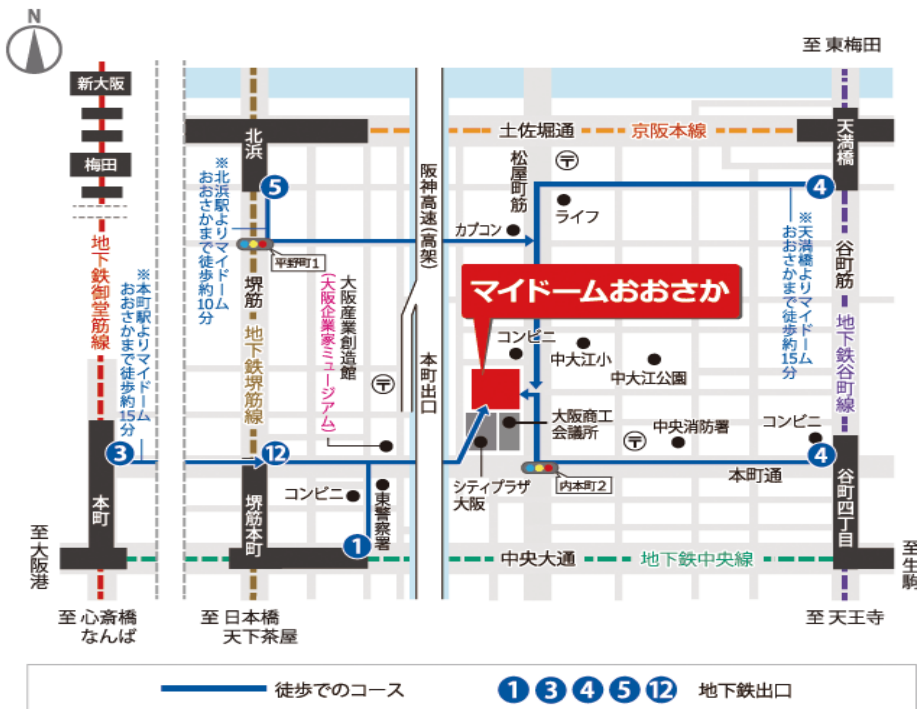 N
至 東梅田
新大阪
梅田
北浜
土佐堀通
京阪本線
天満橋
松屋町筋
〒
5
4
※北浜駅よりマイドーム
おおさかまで徒歩約10分
阪神高速(高架)
カプコン
ライフ
※天満橋よりマイドーム
おおさかまで徒歩約15分
谷町筋
平野町1
地下鉄御堂筋線
※本町駅よりマイドーム
おおさかまで徒歩約15分
堺筋
地下鉄堺筋線
大阪産業創造館
(大阪企業家ミュージアム)
マイドームおおさか
地下鉄谷町線
コンビニ
中大江小
中大江公園
〒
本町出口
大阪商工
会議所
〒
中央消防署
コンビニ
3
12
4
シティプラザ
大阪
内本町2
本町通
本町
堺筋本町
コンビニ
東警察署
1
谷町四丁目
至大阪港
中央大通
地下鉄中央線
至生駒
至 心斎橋
なんば
至 日本橋
天下茶屋
至 天王寺
徒歩でのコース
1 3 4 5 12 地下鉄出口